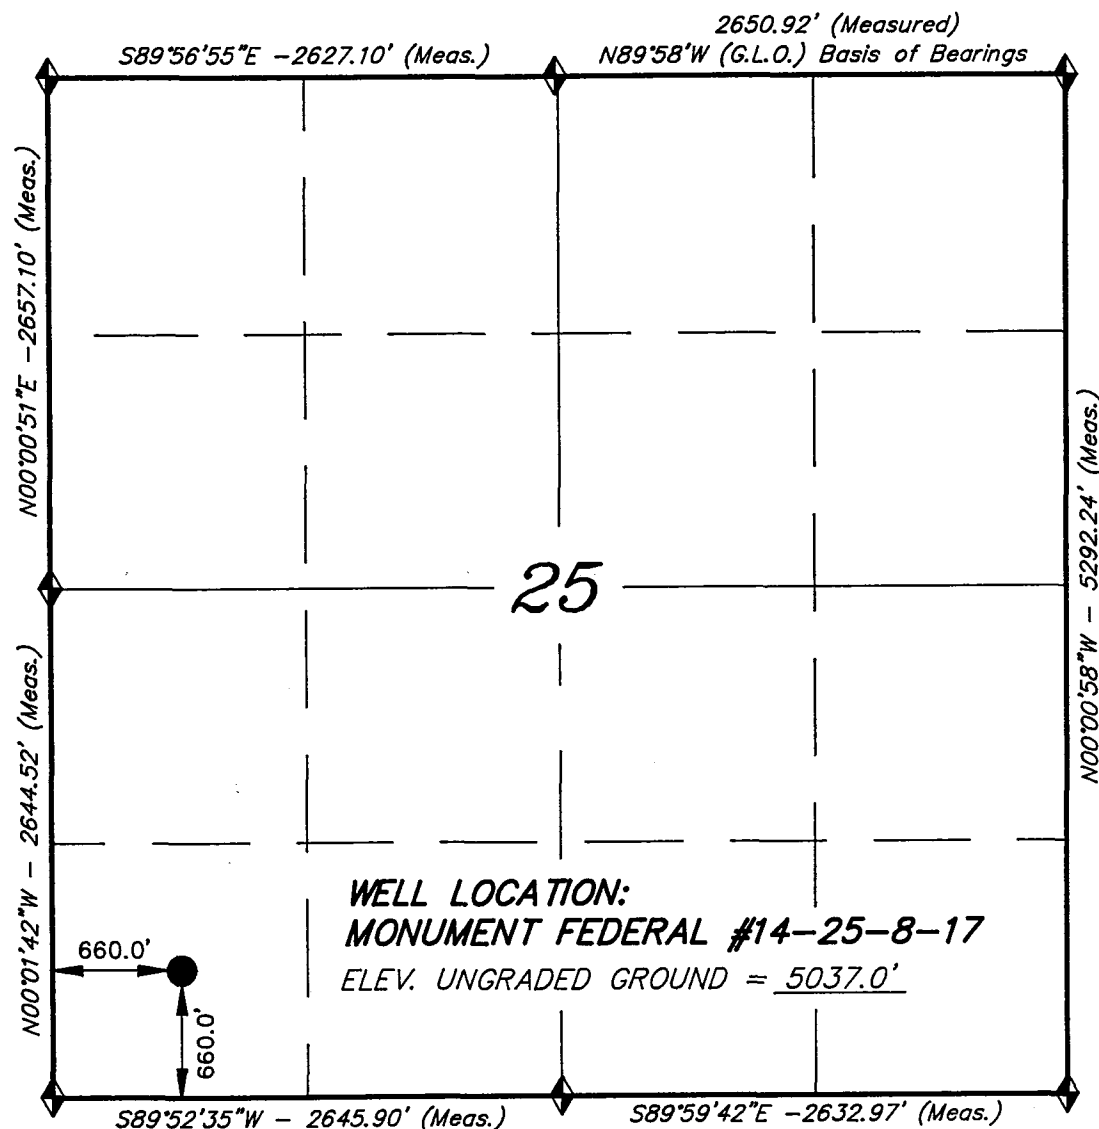 2650.92' (Measured)
S89°56'55"E -2627.10' (Meas.)
N89°58'W (G.L.O.) Basis of Bearings
N00°00'51"E -2657.10' (Meas.)
N00°00'58"W - 5292.24' (Meas.)
25
N00°01'42"W - 2644.52' (Meas.)
WELL LOCATION:
MONUMENT FEDERAL #14-25-8-17
ELEV. UNGRADED GROUND = 5037.0'
660.0'
660.0'
S89°52'35"W - 2645.90' (Meas.)
S89°59'42"E -2632.97' (Meas.)